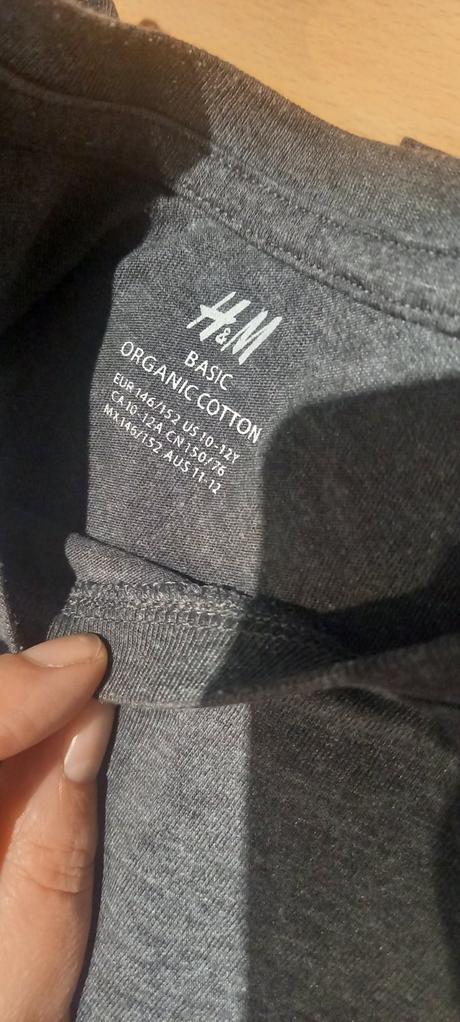 H&M
BASIC
ORGANIC COTTON
EUR 146/152 US 10-12Y
CA 10-12A CN 150/76
MX 146/152 AUS 11-12